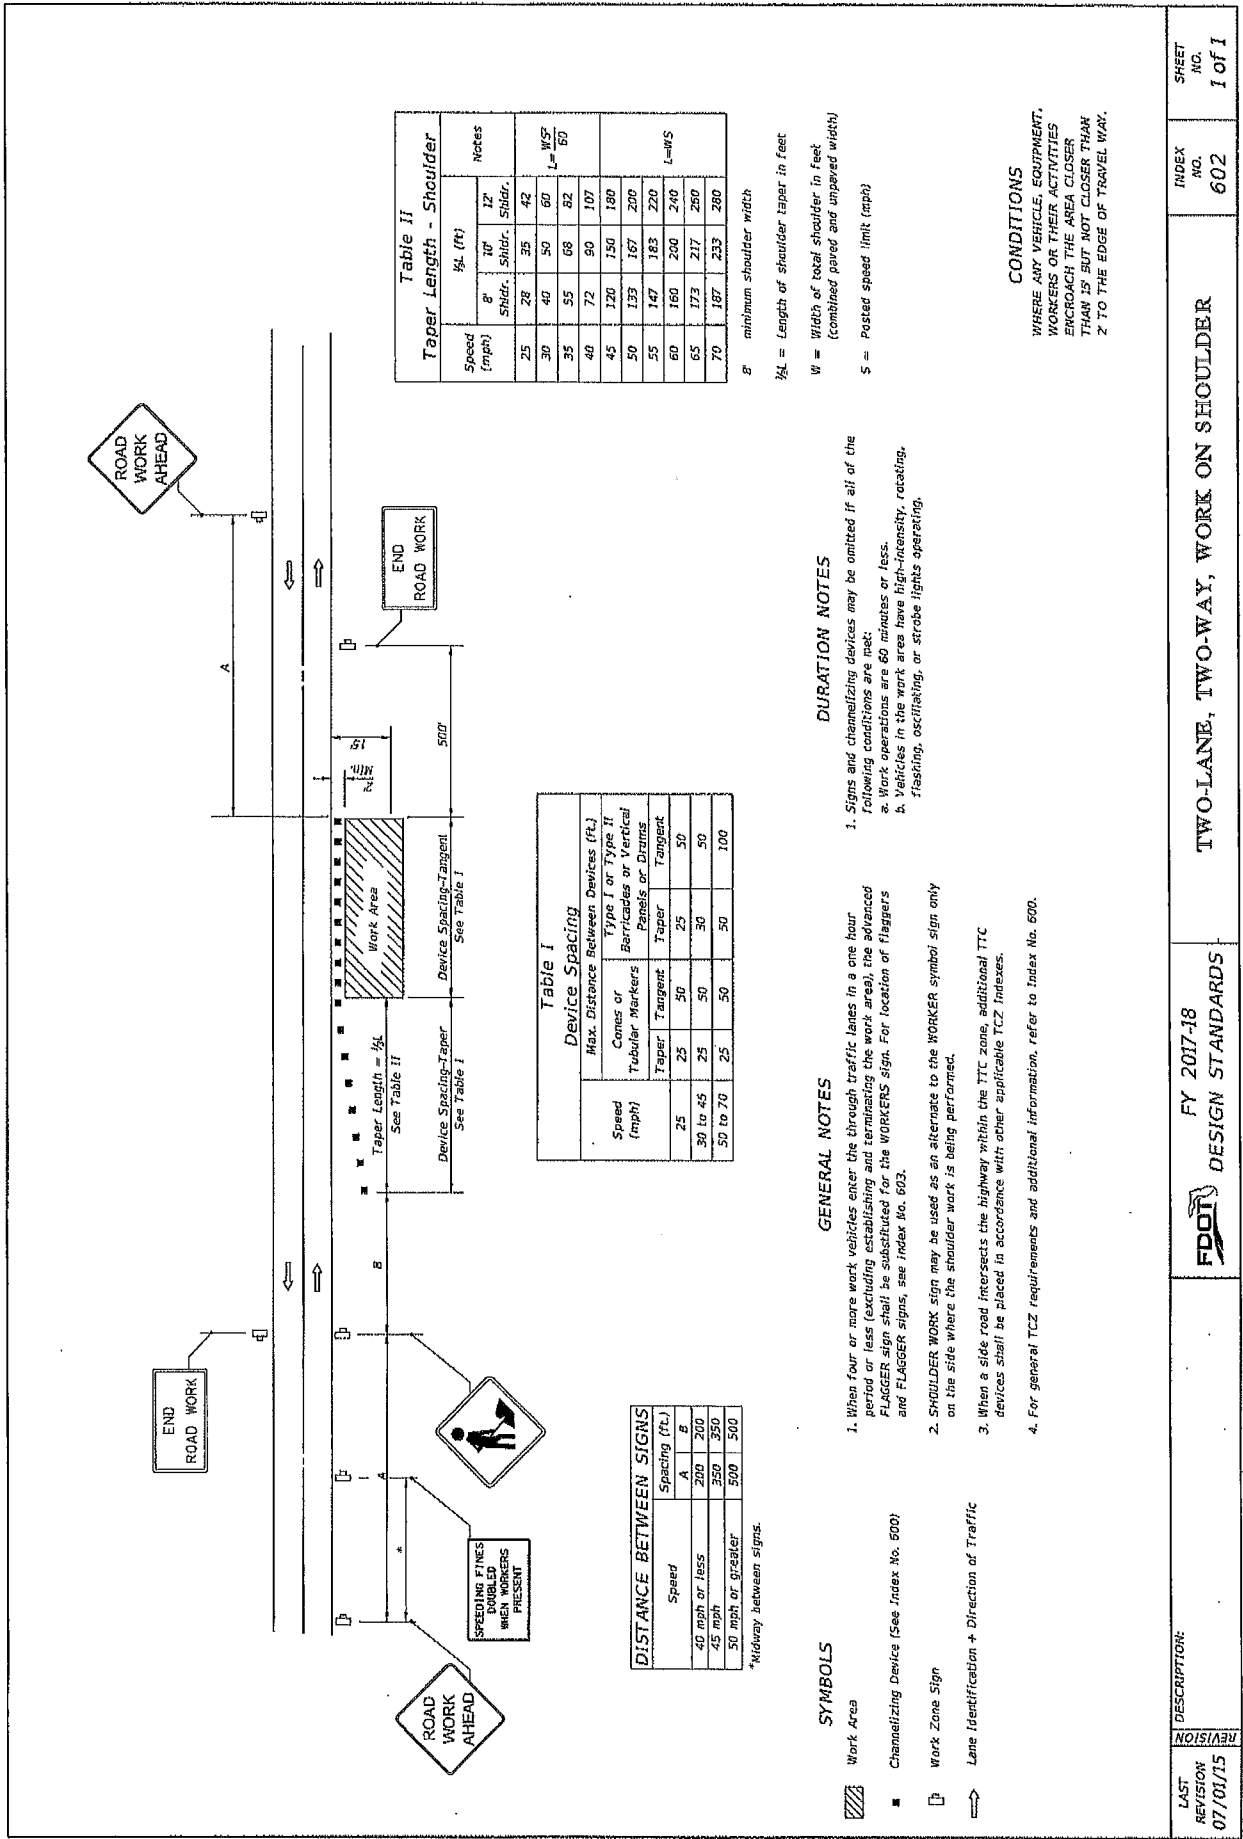 ROAD
WORK
AHEAD
SPEEDING FINES
DOUBLED
WHEN WORKERS
PRESENT
END
ROAD WORK
END
ROAD WORK
ROAD
WORK
AHEAD
*
A
B
A
Taper Length = ⅓L
See Table II
Device Spacing-Taper
See Table I
Work Area
Device Spacing-Tangent
See Table I
2'
Min.
15'
500'
DISTANCE BETWEEN SIGNS
Speed Spacing (ft.)
A B
40 mph or less 200 200
45 mph 350 350
50 mph or greater 500 500
*Midway between signs.
Table I
Device Spacing
Speed (mph) Max. Distance Between Devices (ft.)
Cones or Tubular Markers Type I or Type II Barricades or Vertical Panels or Drums
Taper Tangent Taper Tangent
25 25 50 25 50
30 to 45 25 50 30 50
50 to 70 25 50 50 100
Table II
Taper Length - Shoulder
Speed (mph) ⅓L (ft) Notes
8' Shldr. 10' Shldr. 12' Shldr.
25 28 35 42 L= WS²/60
30 40 50 60
35 55 68 82
40 72 90 107
45 120 150 180 L=WS
50 133 167 200
55 147 183 220
60 160 200 240
65 173 217 260
70 187 233 280
8' minimum shoulder width
⅓L = Length of shoulder taper in feet
W = Width of total shoulder in feet
(combined paved and unpaved width)
S = Posted speed limit (mph)
SYMBOLS
Work Area
Channelizing Device (See Index No. 600)
Work Zone Sign
Lane Identification + Direction of Traffic
GENERAL NOTES
1. When four or more work vehicles enter the through traffic lanes in a one hour
period or less (excluding establishing and terminating the work area), the advanced
FLAGGER sign shall be substituted for the WORKERS sign. For location of flaggers
and FLAGGER signs, see Index No. 603.
2. SHOULDER WORK sign may be used as an alternate to the WORKER symbol sign only
on the side where the shoulder work is being performed.
3. When a side road intersects the highway within the TTC zone, additional TTC
devices shall be placed in accordance with other applicable TCZ Indexes.
4. For general TCZ requirements and additional information, refer to Index No. 600.
DURATION NOTES
1. Signs and channelizing devices may be omitted if all of the
following conditions are met:
a. Work operations are 60 minutes or less.
b. Vehicles in the work area have high-intensity, rotating,
flashing, oscillating, or strobe lights operating.
CONDITIONS
WHERE ANY VEHICLE, EQUIPMENT,
WORKERS OR THEIR ACTIVITIES
ENCROACH THE AREA CLOSER
THAN 15' BUT NOT CLOSER THAN
2' TO THE EDGE OF TRAVEL WAY.
LAST
REVISION
07/01/15
REVISION
DESCRIPTION:
FDOT
FY 2017-18
DESIGN STANDARDS
TWO-LANE, TWO-WAY, WORK ON SHOULDER
INDEX
NO.
602
SHEET
NO.
1 of 1